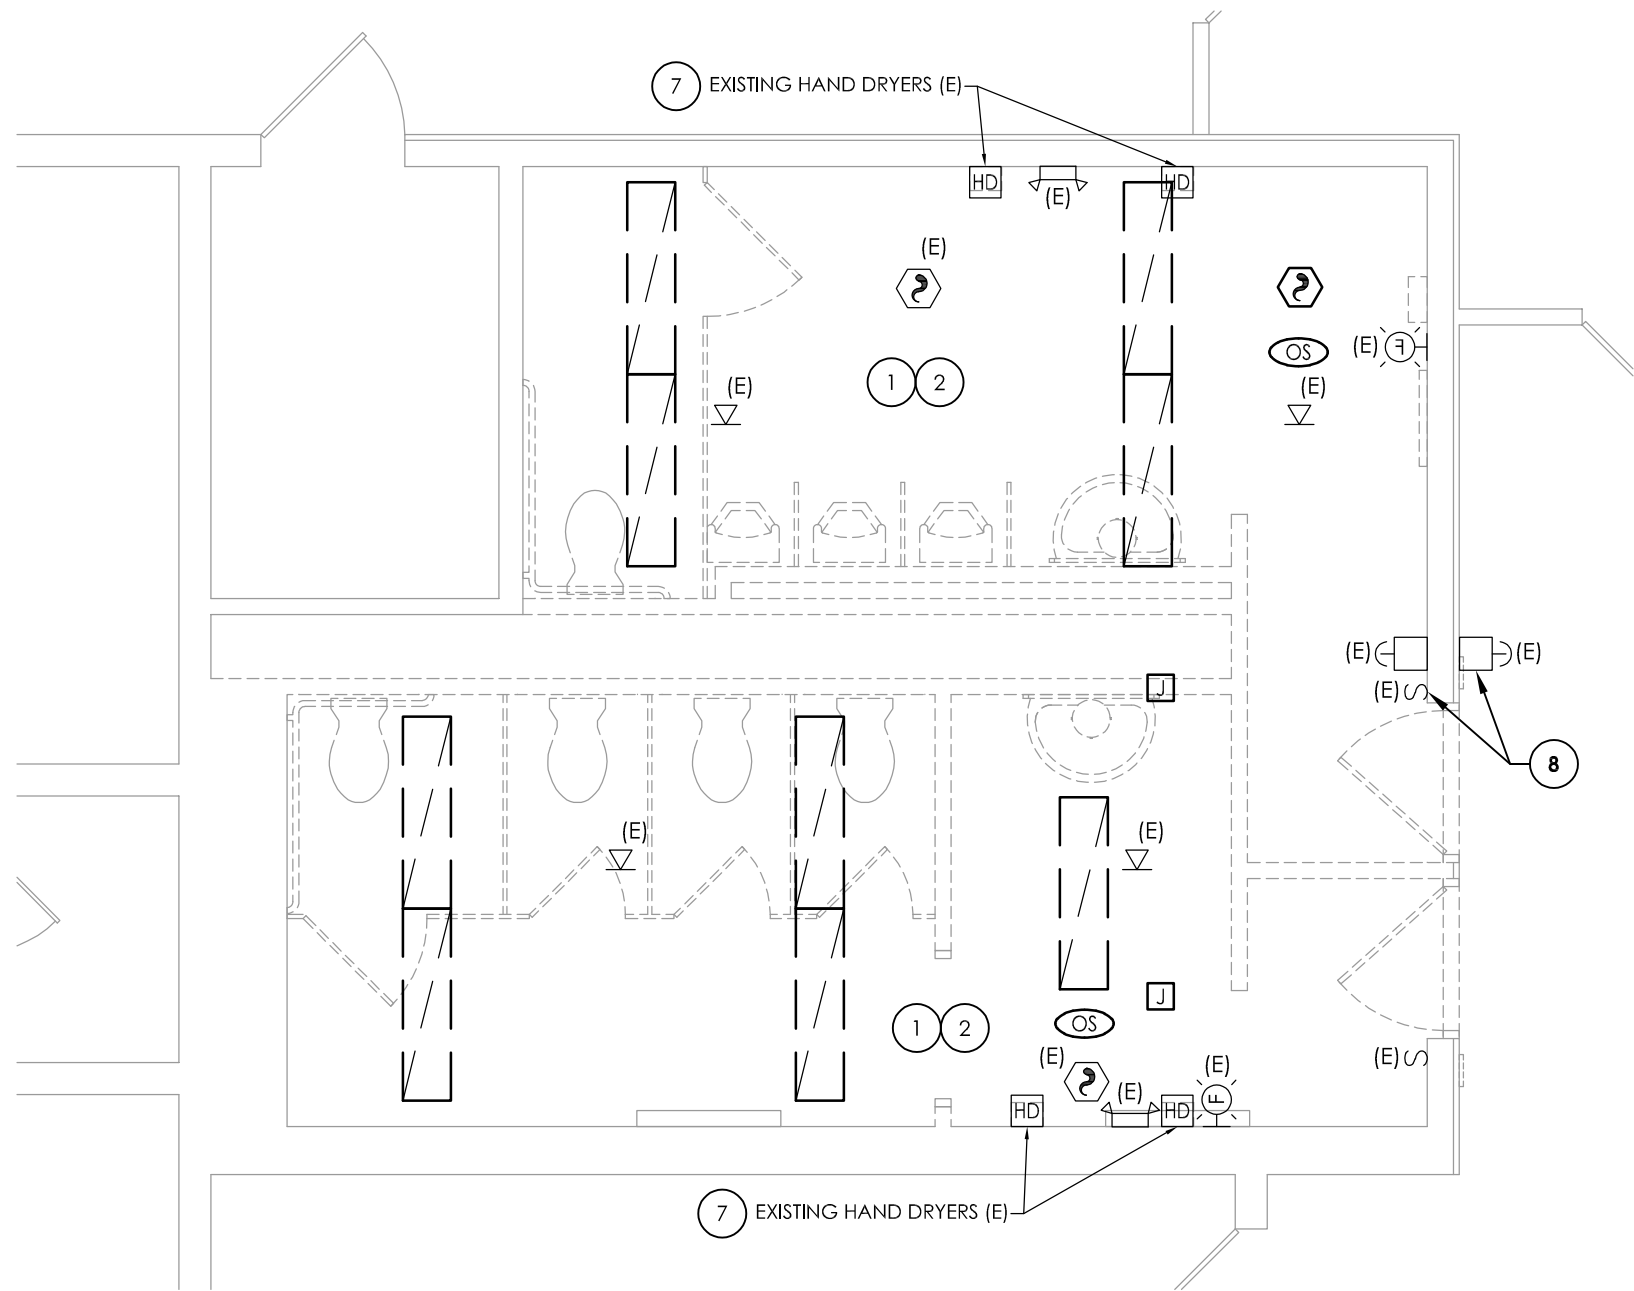 7 EXISTING HAND DRYERS (E)
HD (E) HD
(E)
OS (E) F
1 2
(E) (E)
(E) (E)
J (E) S
8
(E) (E)
J
1 2 OS
(E) S
(E) (E) F
HD (E) HD
7 EXISTING HAND DRYERS (E)